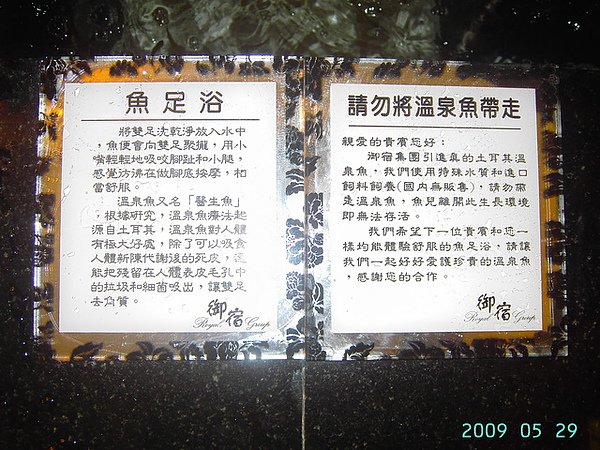 魚足浴
將雙足洗乾淨放入水中
，魚便會向雙足聚攏，用小
嘴輕輕地吸咬腳趾和小腿，
感覺彷彿在做腳底按摩，相
當舒服。
溫泉魚又名「醫生魚」
，根據研究，溫泉魚療法起
源自土耳其，溫泉魚對人體
有極大好處，除了可以吸食
人體新陳代謝後的死皮，還
能把殘留在人體表皮毛孔中
的垃圾和細菌吸出，讓雙足
去角質。
御宿
Royal Group
請勿將溫泉魚帶走
親愛的貴賓您好：
御宿集團引進真的土耳其溫
泉魚，我們使用特殊水質和進口
飼料飼養(國內無販售)，請勿帶
走溫泉魚，魚兒離開此生長環境
即無法存活。
我們希望下一位貴賓和您一
樣均能體驗舒服的魚足浴，請讓
我們一起好好愛護珍貴的溫泉魚
，感謝您的合作。
御宿
Royal Group
2009 05 29